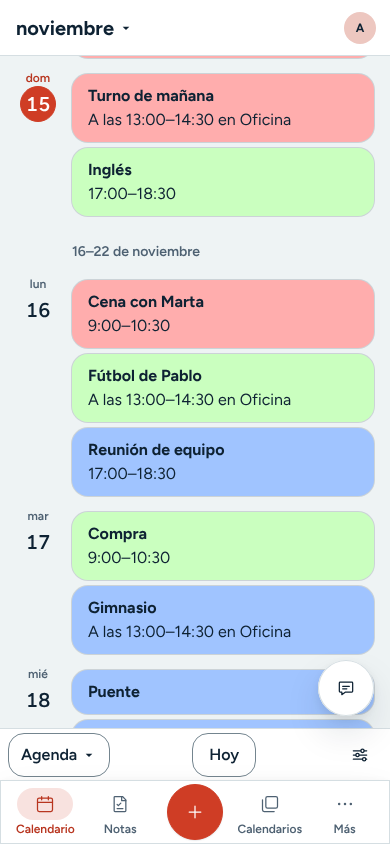 noviembre
A
dom
15
Turno de mañana
A las 13:00–14:30 en Oficina
Inglés
17:00–18:30
16–22 de noviembre
lun
16
Cena con Marta
9:00–10:30
Fútbol de Pablo
A las 13:00–14:30 en Oficina
Reunión de equipo
17:00–18:30
mar
17
Compra
9:00–10:30
Gimnasio
A las 13:00–14:30 en Oficina
mié
18
Puente
Agenda
Hoy
Calendario
Notas
Calendarios
Más